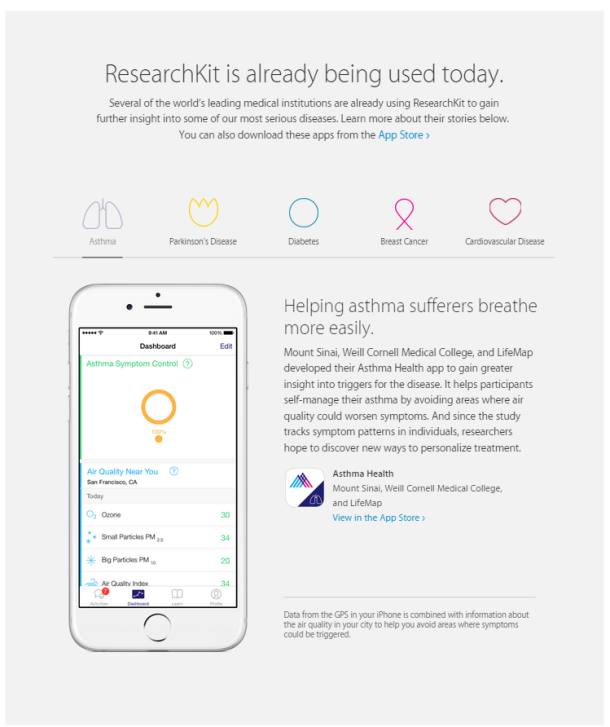 ResearchKit is already being used today.
Several of the world's leading medical institutions are already using ResearchKit to gain
further insight into some of our most serious diseases. Learn more about their stories below.
You can also download these apps from the App Store ›
Asthma
Parkinson's Disease
Diabetes
Breast Cancer
Cardiovascular Disease
9:41 AM
100%
Dashboard
Edit
Asthma Symptom Control ?
100%
Air Quality Near You ?
San Francisco, CA
Today
O3 Ozone 30
Small Particles PM 2.5 34
Big Particles PM 10 20
Air Quality Index 34
7
Activities
Dashboard
Learn
Profile
Helping asthma sufferers breathe
more easily.
Mount Sinai, Weill Cornell Medical College, and LifeMap
developed their Asthma Health app to gain greater
insight into triggers for the disease. It helps participants
self-manage their asthma by avoiding areas where air
quality could worsen symptoms. And since the study
tracks symptom patterns in individuals, researchers
hope to discover new ways to personalize treatment.
Asthma Health
Mount Sinai, Weill Cornell Medical College,
and LifeMap
View in the App Store ›
Data from the GPS in your iPhone is combined with information about
the air quality in your city to help you avoid areas where symptoms
could be triggered.